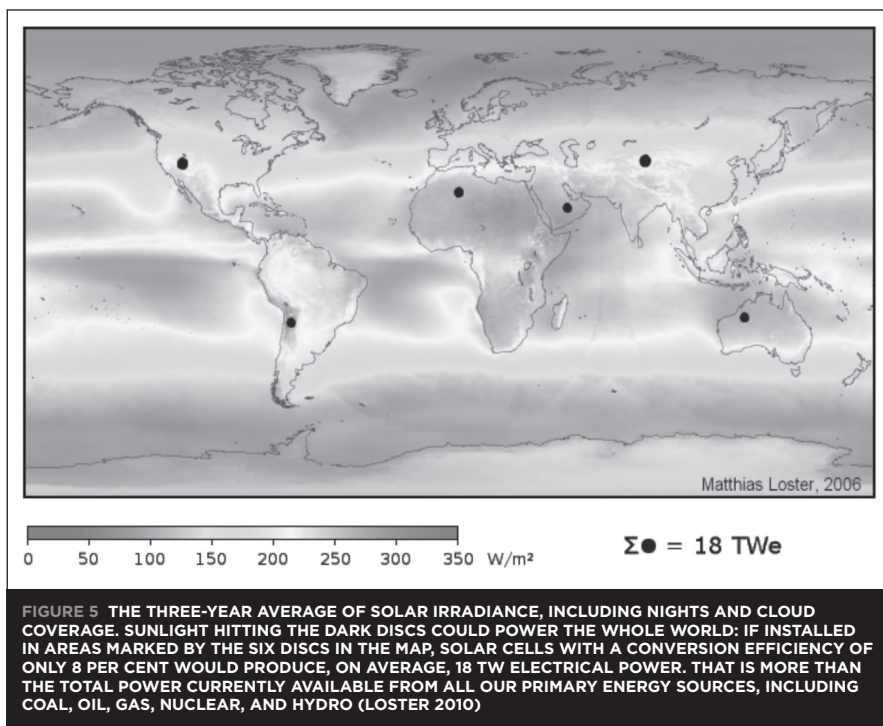 Matthias Loster, 2006
0 50 100 150 200 250 300 350 W/m²
Σ● = 18 TWe
FIGURE 5 THE THREE-YEAR AVERAGE OF SOLAR IRRADIANCE, INCLUDING NIGHTS AND CLOUD
COVERAGE. SUNLIGHT HITTING THE DARK DISCS COULD POWER THE WHOLE WORLD: IF INSTALLED
IN AREAS MARKED BY THE SIX DISCS IN THE MAP, SOLAR CELLS WITH A CONVERSION EFFICIENCY OF
ONLY 8 PER CENT WOULD PRODUCE, ON AVERAGE, 18 TW ELECTRICAL POWER. THAT IS MORE THAN
THE TOTAL POWER CURRENTLY AVAILABLE FROM ALL OUR PRIMARY ENERGY SOURCES, INCLUDING
COAL, OIL, GAS, NUCLEAR, AND HYDRO (LOSTER 2010)